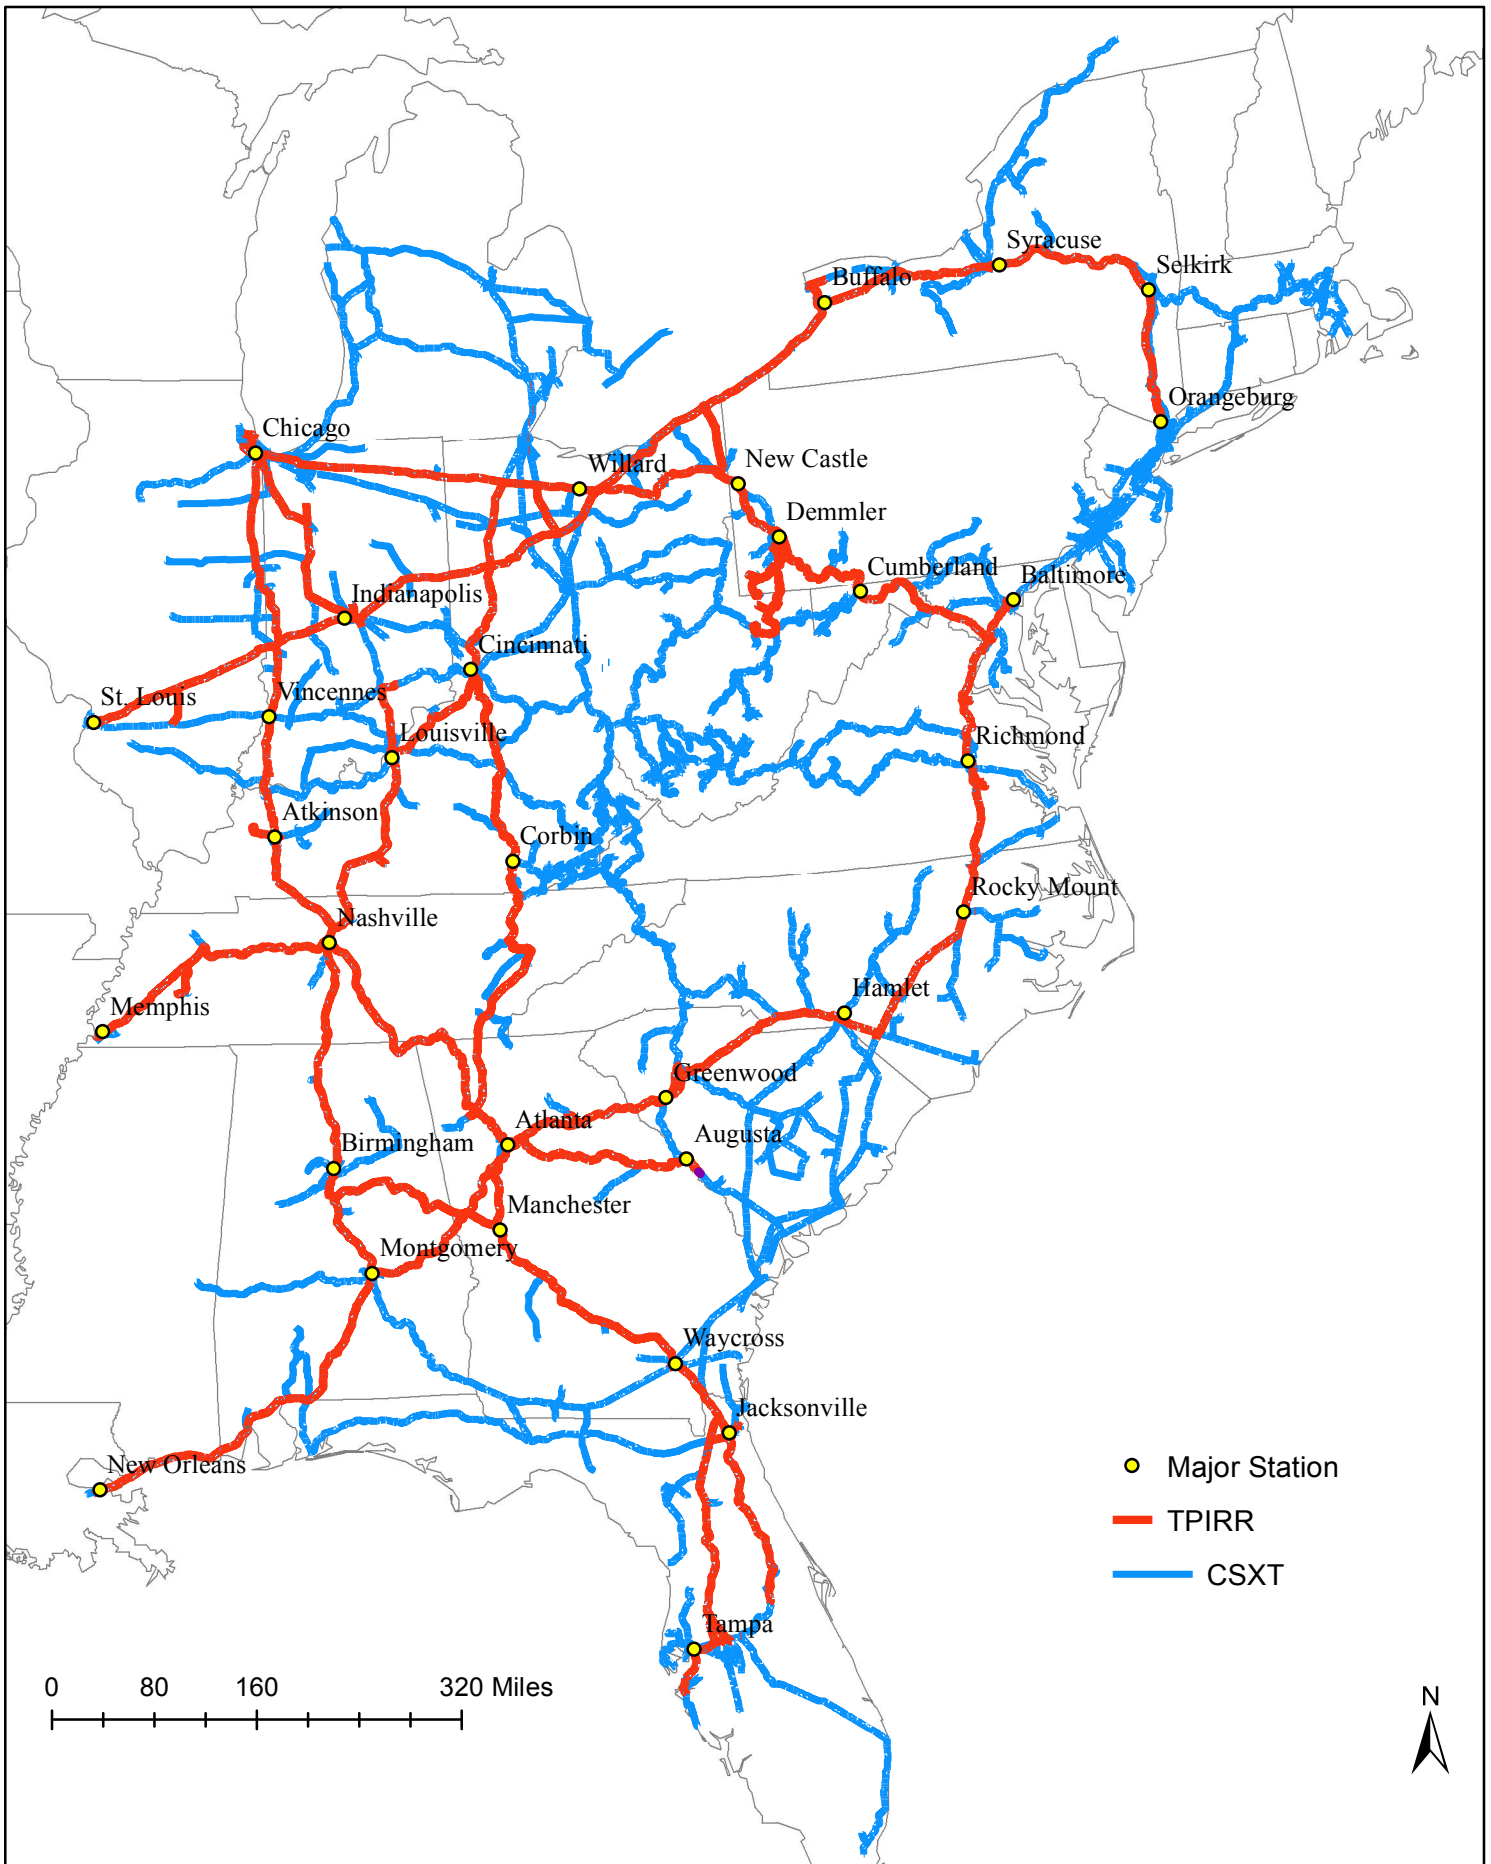 Syracuse
Selkirk
Buffalo
Orangeburg
Chicago
Willard
New Castle
Demmler
Cumberland
Baltimore
Indianapolis
Cincinnati
St. Louis
Vincennes
Louisville
Richmond
Atkinson
Corbin
Rocky Mount
Nashville
Hamlet
Memphis
Greenwood
Atlanta
Augusta
Birmingham
Manchester
Montgomery
Waycross
Jacksonville
New Orleans
Major Station
TPIRR
CSXT
Tampa
0 80 160 320 Miles
N